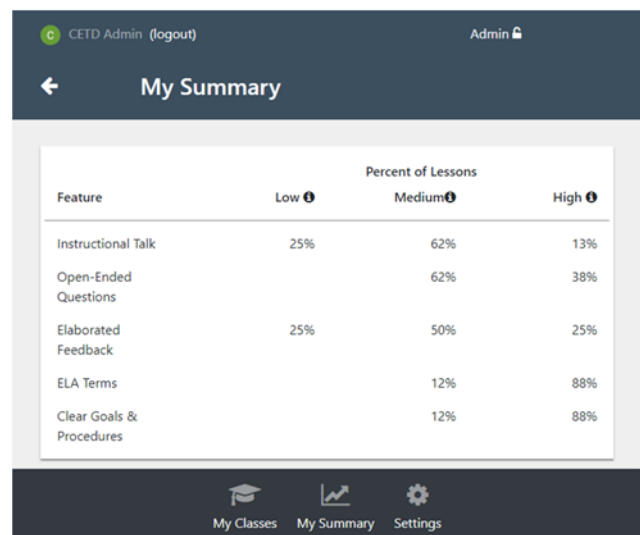 C CETD Admin (logout) Admin
My Summary
Percent of Lessons
Feature Low Medium High
Instructional Talk 25% 62% 13%
Open-Ended 62% 38%
Questions
Elaborated 25% 50% 25%
Feedback
ELA Terms 12% 88%
Clear Goals & 12% 88%
Procedures
My Classes My Summary Settings